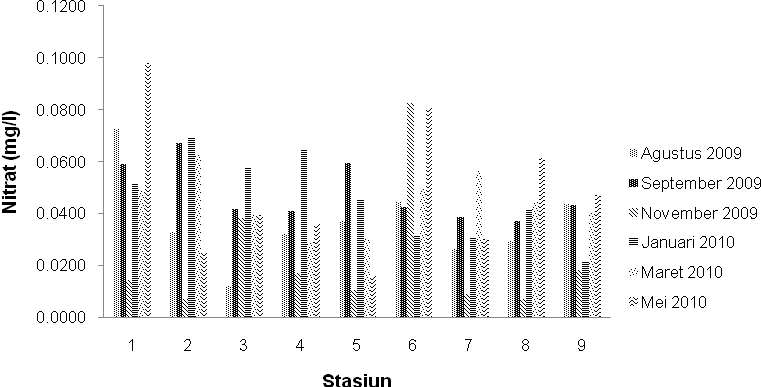 Nitrat (mg/l)
0.1200
0.1000
0.0800
0.0600
0.0400
0.0200
0.0000
1 2 3 4 5 6 7 8 9
Stasiun
Agustus 2009
September 2009
November 2009
Januari 2010
Maret 2010
Mei 2010